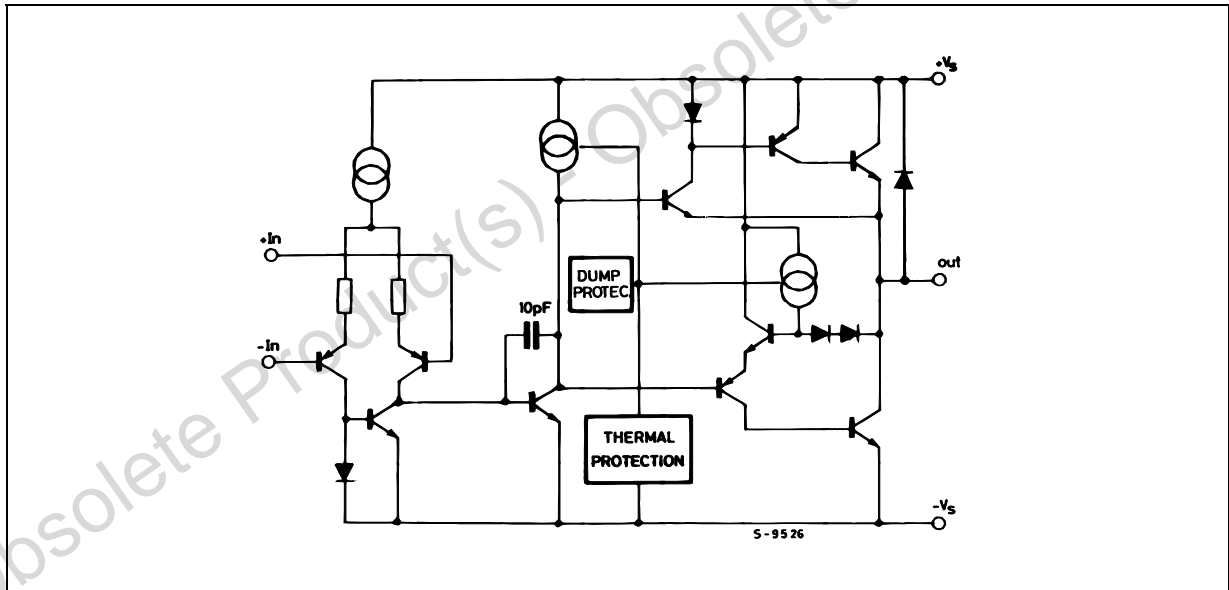 Obsolete Product(s) - Obsolete
+Vs
+In
out
DUMP
PROTEC.
10pF
-In
THERMAL
PROTECTION
-Vs
S-9526